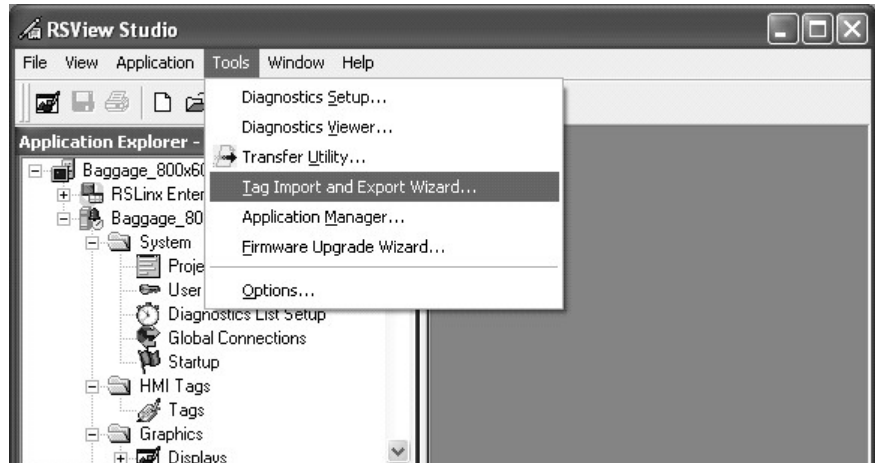 RSView Studio
File View Application Tools Window Help
Diagnostics Setup...
Diagnostics Viewer...
Transfer Utility...
Tag Import and Export Wizard...
Application Manager...
Firmware Upgrade Wizard...
Options...
Application Explorer -
Baggage_800x60
RSLinx Enter
Baggage_80
System
Proje
User
Diagnostics List Setup
Global Connections
Startup
HMI Tags
Tags
Graphics
Displays